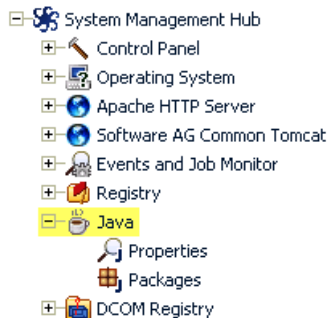 System Management Hub
Control Panel
Operating System
Apache HTTP Server
Software AG Common Tomcat
Events and Job Monitor
Registry
Java
Properties
Packages
DCOM Registry